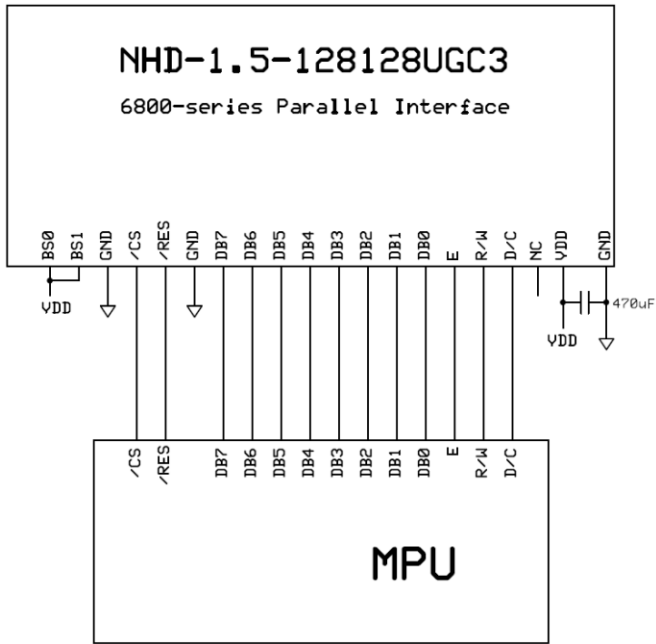 NHD-1.5-128128UGC3
6800-series Parallel Interface
BS0 BS1 GND /CS /RES GND DB7 DB6 DB5 DB4 DB3 DB2 DB1 DB0 E R/W D/C NC VDD GND
VDD
470uF
VDD
/CS /RES DB7 DB6 DB5 DB4 DB3 DB2 DB1 DB0 E R/W D/C
MPU